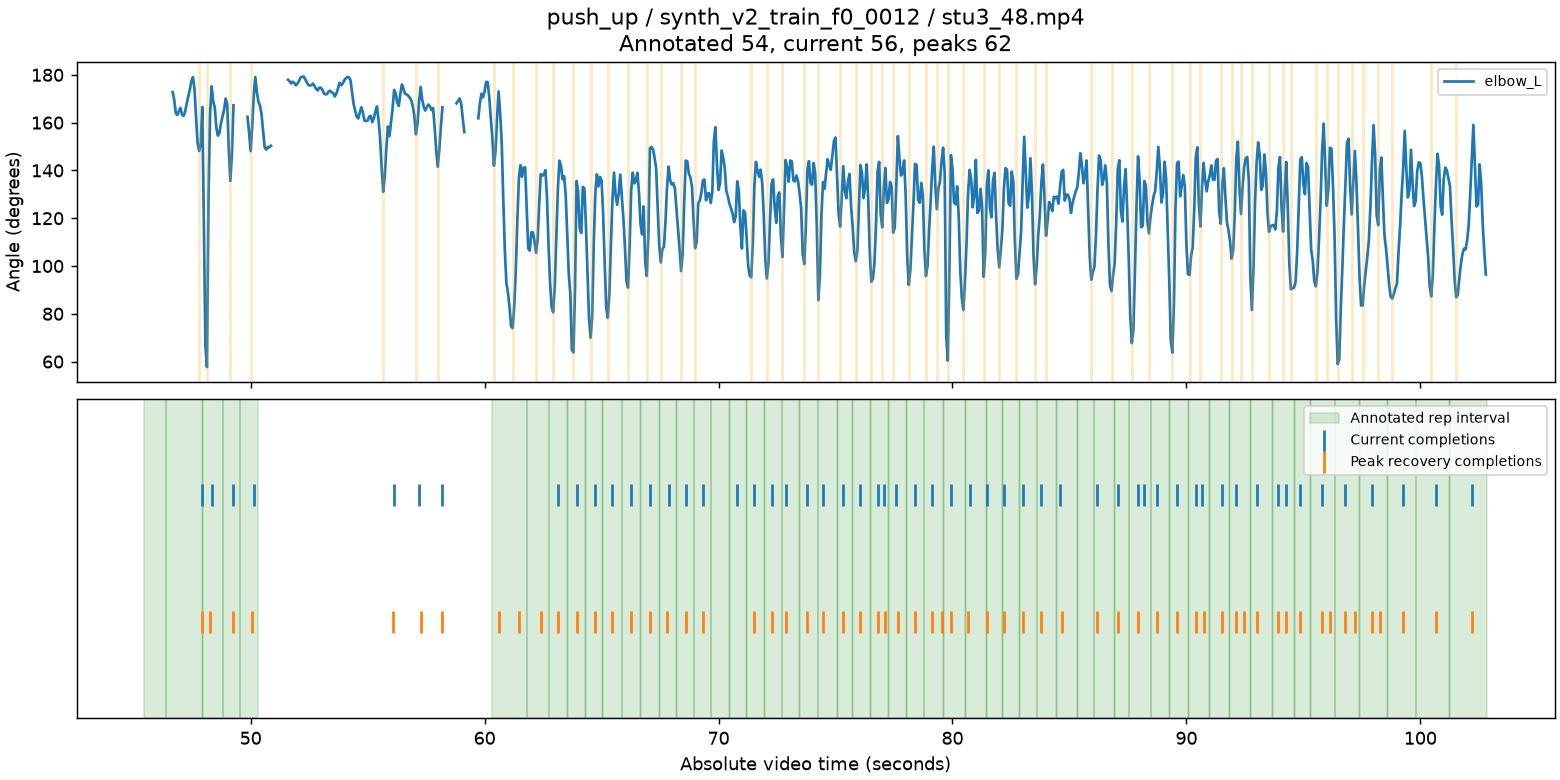 push_up / synth_v2_train_f0_0012 / stu3_48.mp4
Annotated 54, current 56, peaks 62
elbow_L
180
160
140
120
100
80
60
Angle (degrees)
Annotated rep interval
Current completions
Peak recovery completions
50 60 70 80 90 100
Absolute video time (seconds)